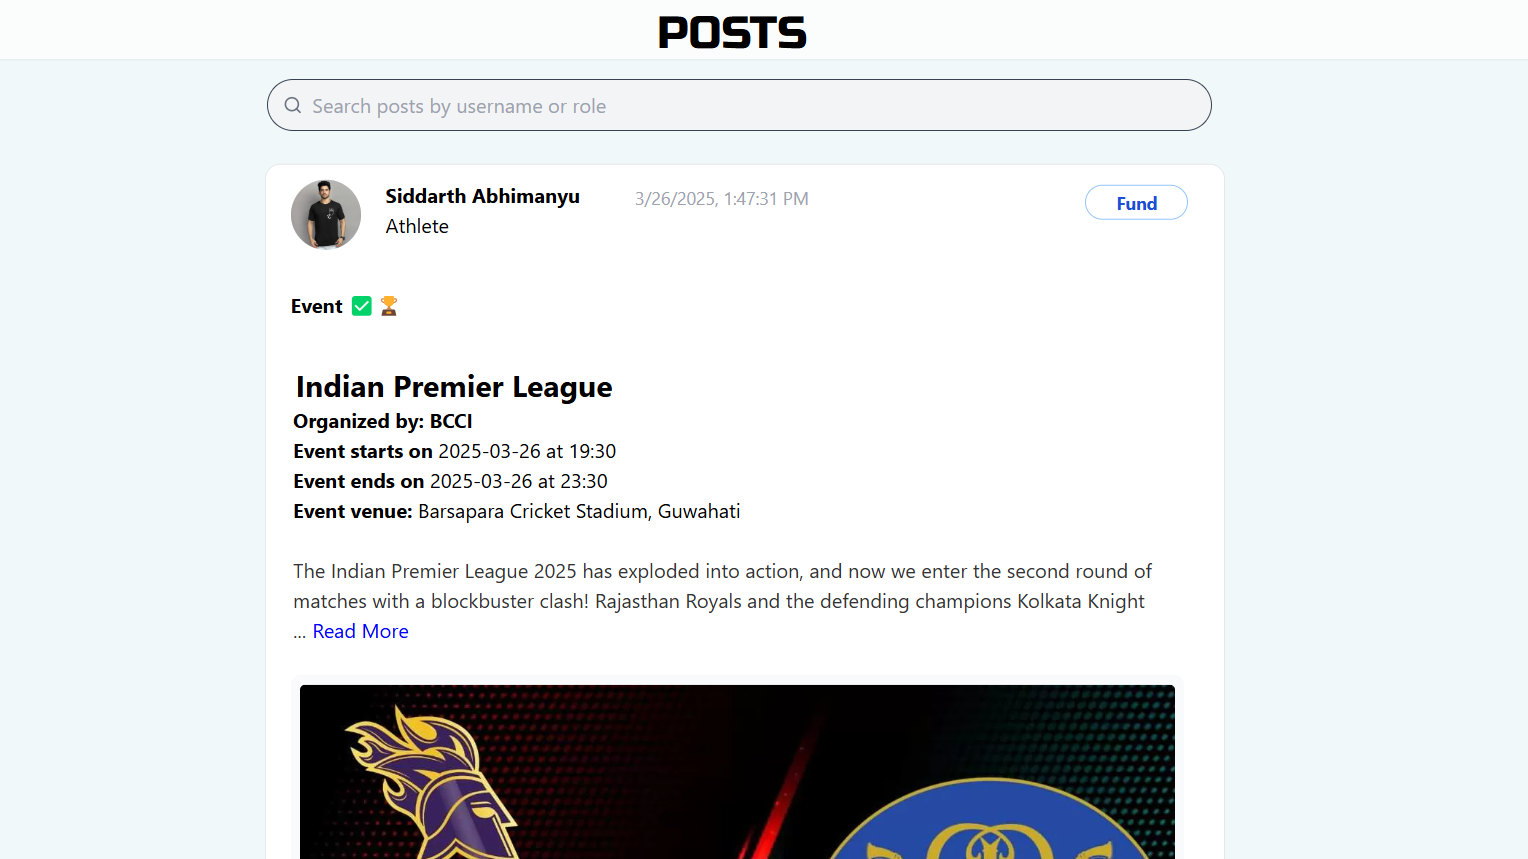 POSTS
Search posts by username or role
Siddarth Abhimanyu
3/26/2025, 1:47:31 PM
Fund
Athlete
Event ✅ 🏆
Indian Premier League
Organized by: BCCI
Event starts on 2025-03-26 at 19:30
Event ends on 2025-03-26 at 23:30
Event venue: Barsapara Cricket Stadium, Guwahati
The Indian Premier League 2025 has exploded into action, and now we enter the second round of
matches with a blockbuster clash! Rajasthan Royals and the defending champions Kolkata Knight
... Read More